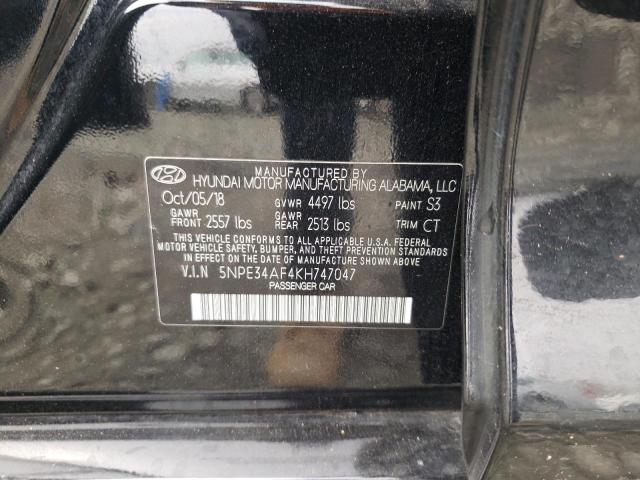 MANUFACTURED BY
HYUNDAI MOTOR MANUFACTURING ALABAMA, LLC
Oct/05/18 GVWR 4497 lbs PAINT S3
GAWR FRONT 2557 lbs GAWR REAR 2513 lbs TRIM CT
THIS VEHICLE CONFORMS TO ALL APPLICABLE U.S.A. FEDERAL
MOTOR VEHICLE SAFETY, BUMPER, AND THEFT PREVENTION STANDARDS
IN EFFECT ON THE DATE OF MANUFACTURE SHOWN ABOVE.
V.I.N 5NPE34AF4KH747047
PASSENGER CAR